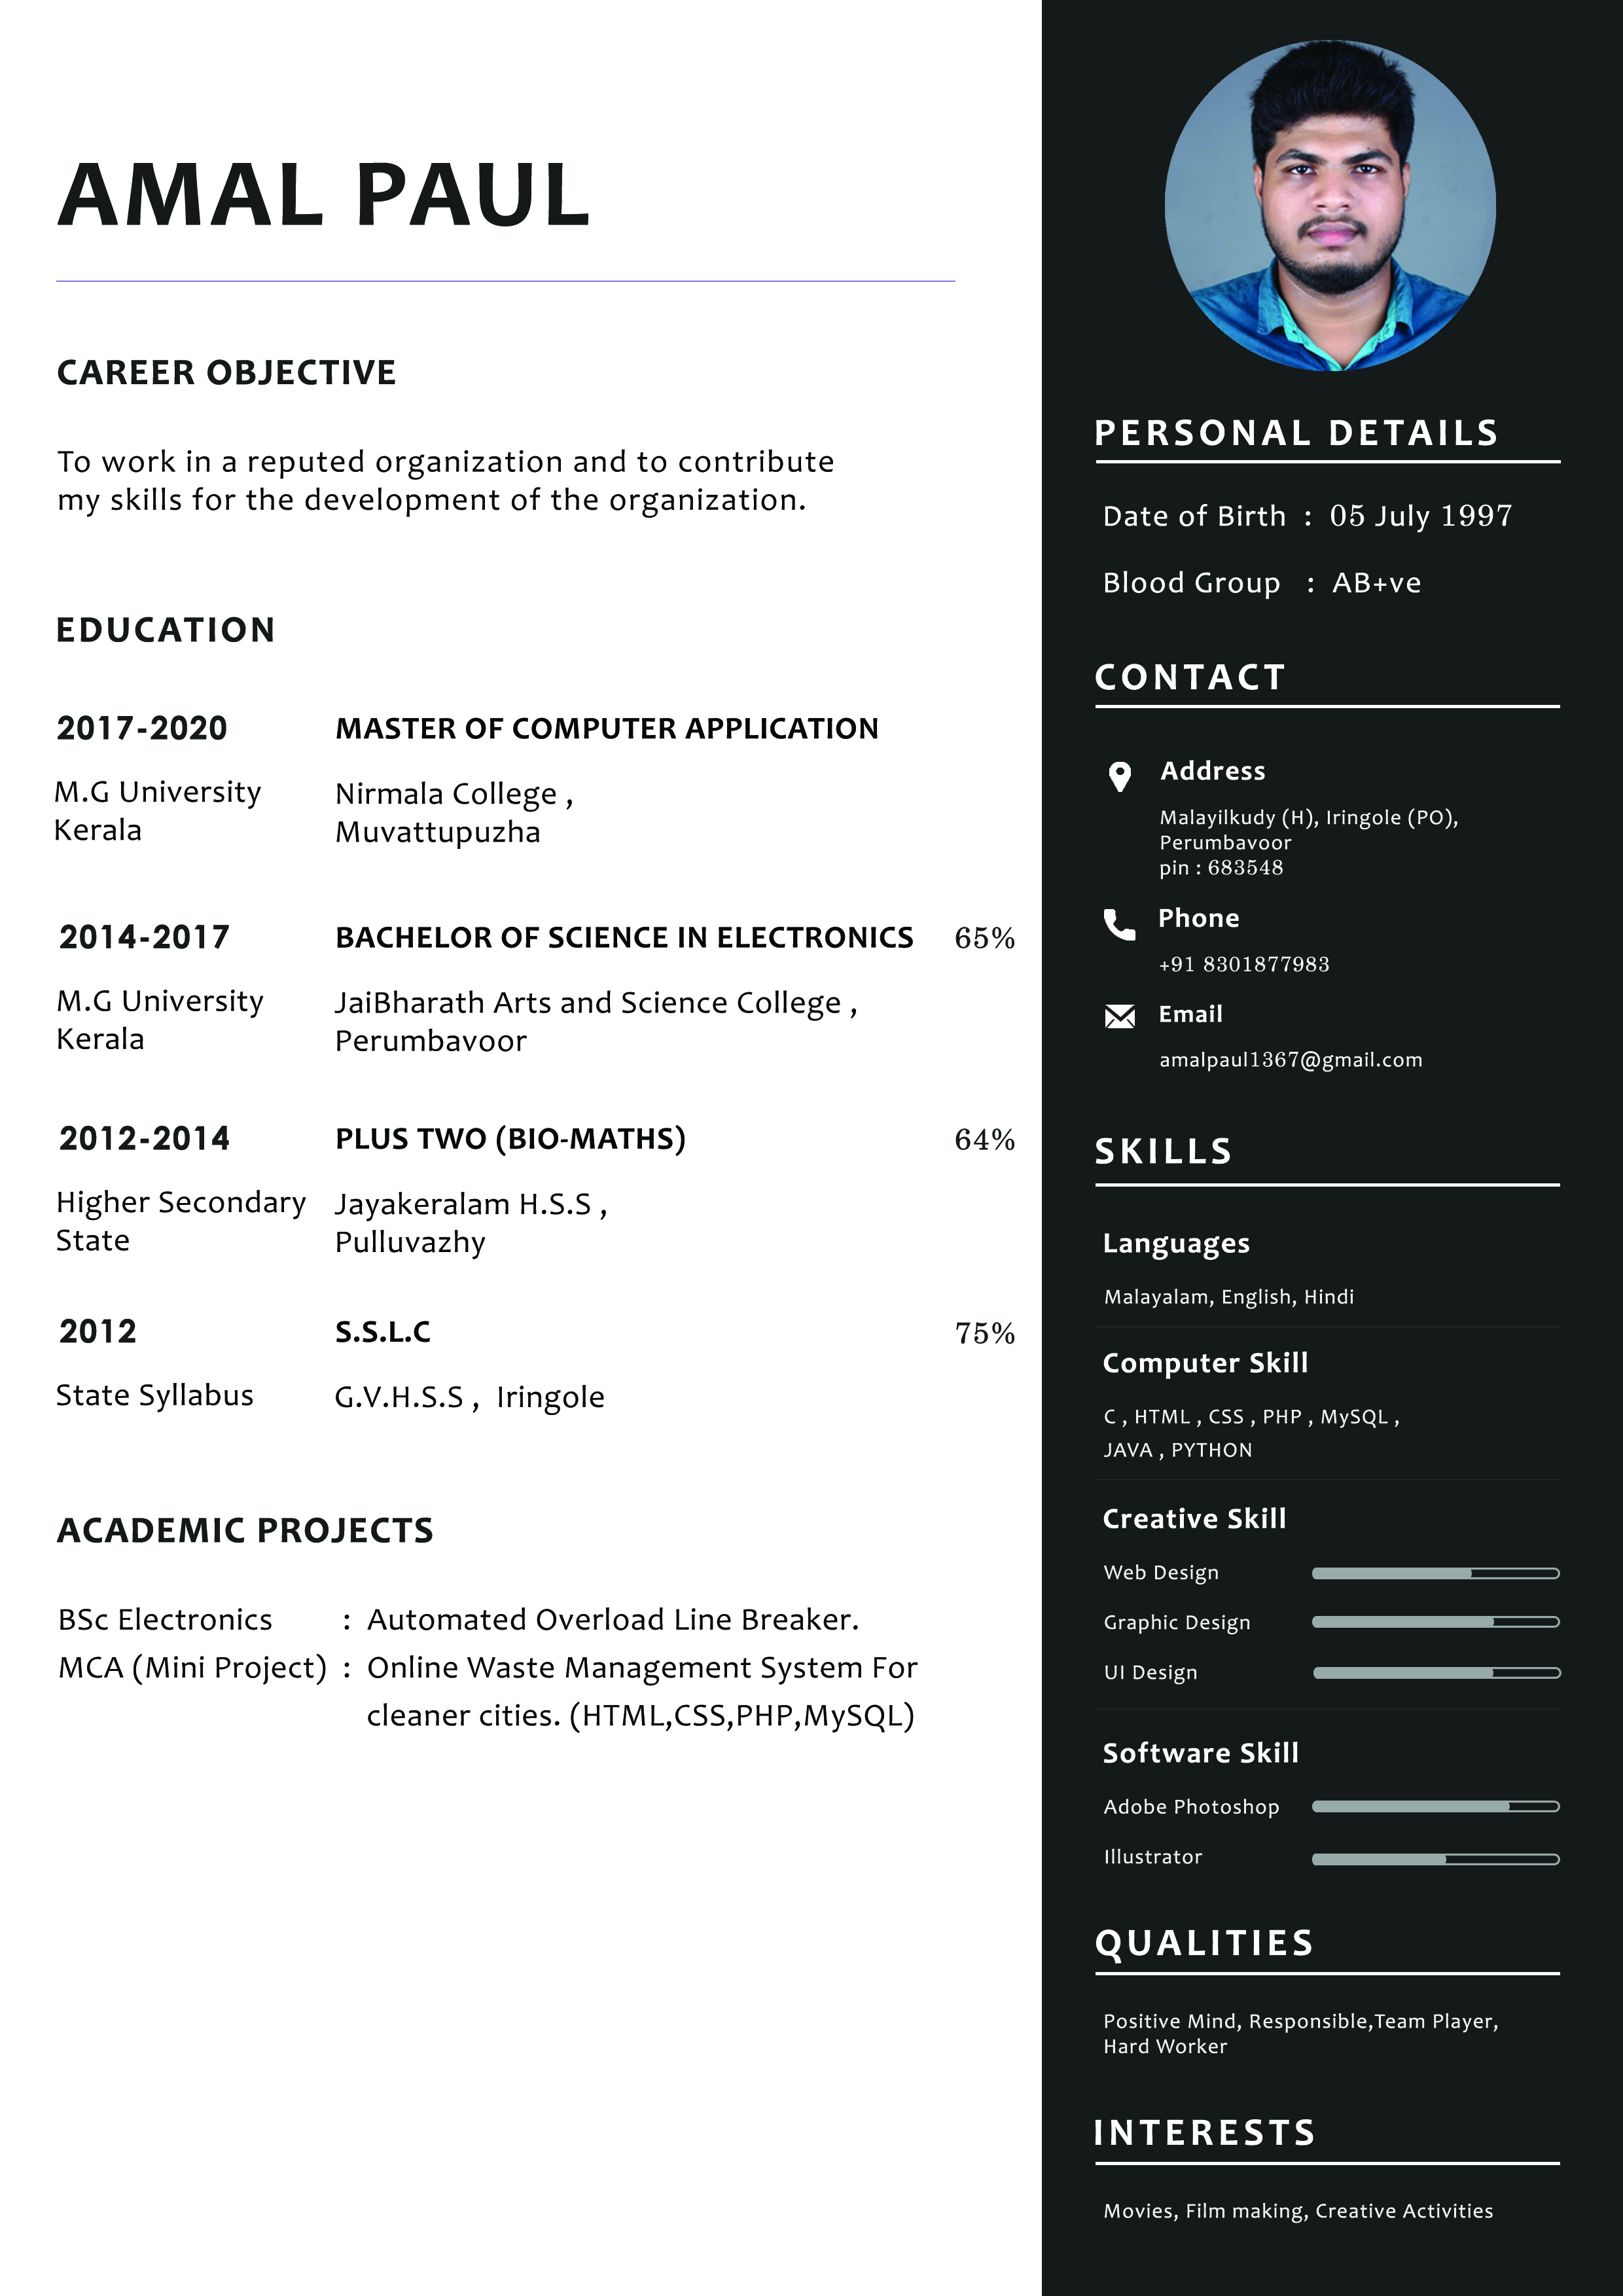 AMAL PAUL
CAREER OBJECTIVE
To work in a reputed organization and to contribute
my skills for the development of the organization.
EDUCATION
2017-2020 MASTER OF COMPUTER APPLICATION
M.G University Nirmala College ,
Kerala Muvattupuzha
2014-2017 BACHELOR OF SCIENCE IN ELECTRONICS 65%
M.G University JaiBharath Arts and Science College ,
Kerala Perumbavoor
2012-2014 PLUS TWO (BIO-MATHS) 64%
Higher Secondary Jayakeralam H.S.S ,
State Pulluvazhy
2012 S.S.L.C 75%
State Syllabus G.V.H.S.S , Iringole
ACADEMIC PROJECTS
BSc Electronics : Automated Overload Line Breaker.
MCA (Mini Project) : Online Waste Management System For
cleaner cities. (HTML,CSS,PHP,MySQL)
PERSONAL DETAILS
Date of Birth : 05 July 1997
Blood Group : AB+ve
CONTACT
Address
Malayilkudy (H), Iringole (PO),
Perumbavoor
pin : 683548
Phone
+91 8301877983
Email
amalpaul1367@gmail.com
SKILLS
Languages
Malayalam, English, Hindi
Computer Skill
C , HTML , CSS , PHP , MySQL ,
JAVA , PYTHON
Creative Skill
Web Design
Graphic Design
UI Design
Software Skill
Adobe Photoshop
Illustrator
QUALITIES
Positive Mind, Responsible,Team Player,
Hard Worker
INTERESTS
Movies, Film making, Creative Activities